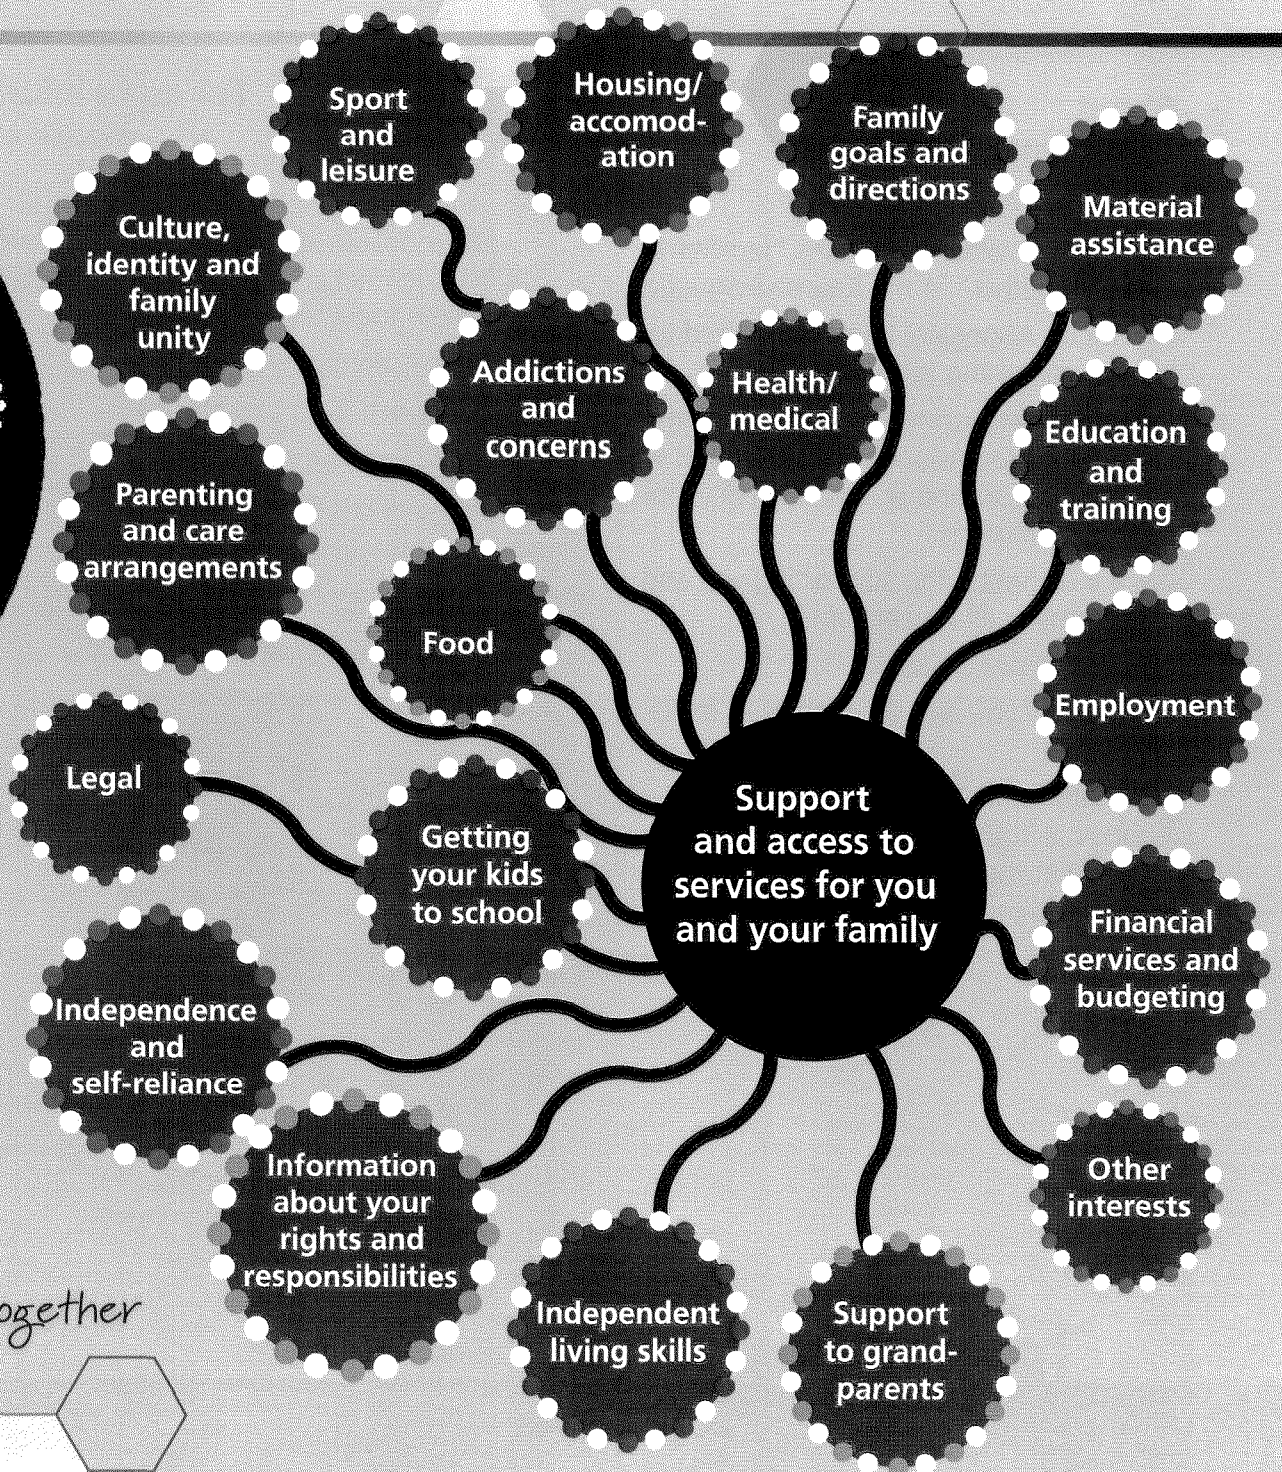 Sport
and
leisure
Housing/
accomod-
ation
Family
goals and
directions
Material
assistance
Culture,
identity and
family
unity
Addictions
and
concerns
Health/
medical
Education
and
training
Parenting
and care
arrangements
Food
Employment
Legal
Getting
your kids
to school
Support
and access to
services for you
and your family
Financial
services and
budgeting
Independence
and
self-reliance
Information
about your
rights and
responsibilities
Other
interests
Independent
living skills
Support
to grand-
parents